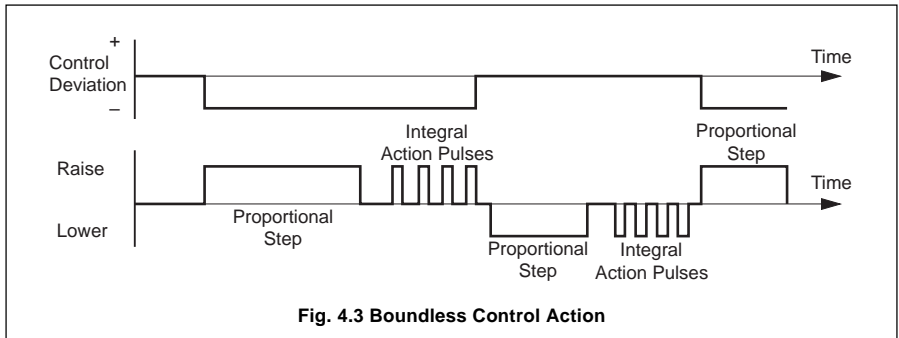 +
Control
Deviation
–
Time
Integral
Action Pulses
Proportional
Step
Raise
Lower
Time
Proportional
Step
Proportional
Step
Integral
Action Pulses
Fig. 4.3 Boundless Control Action